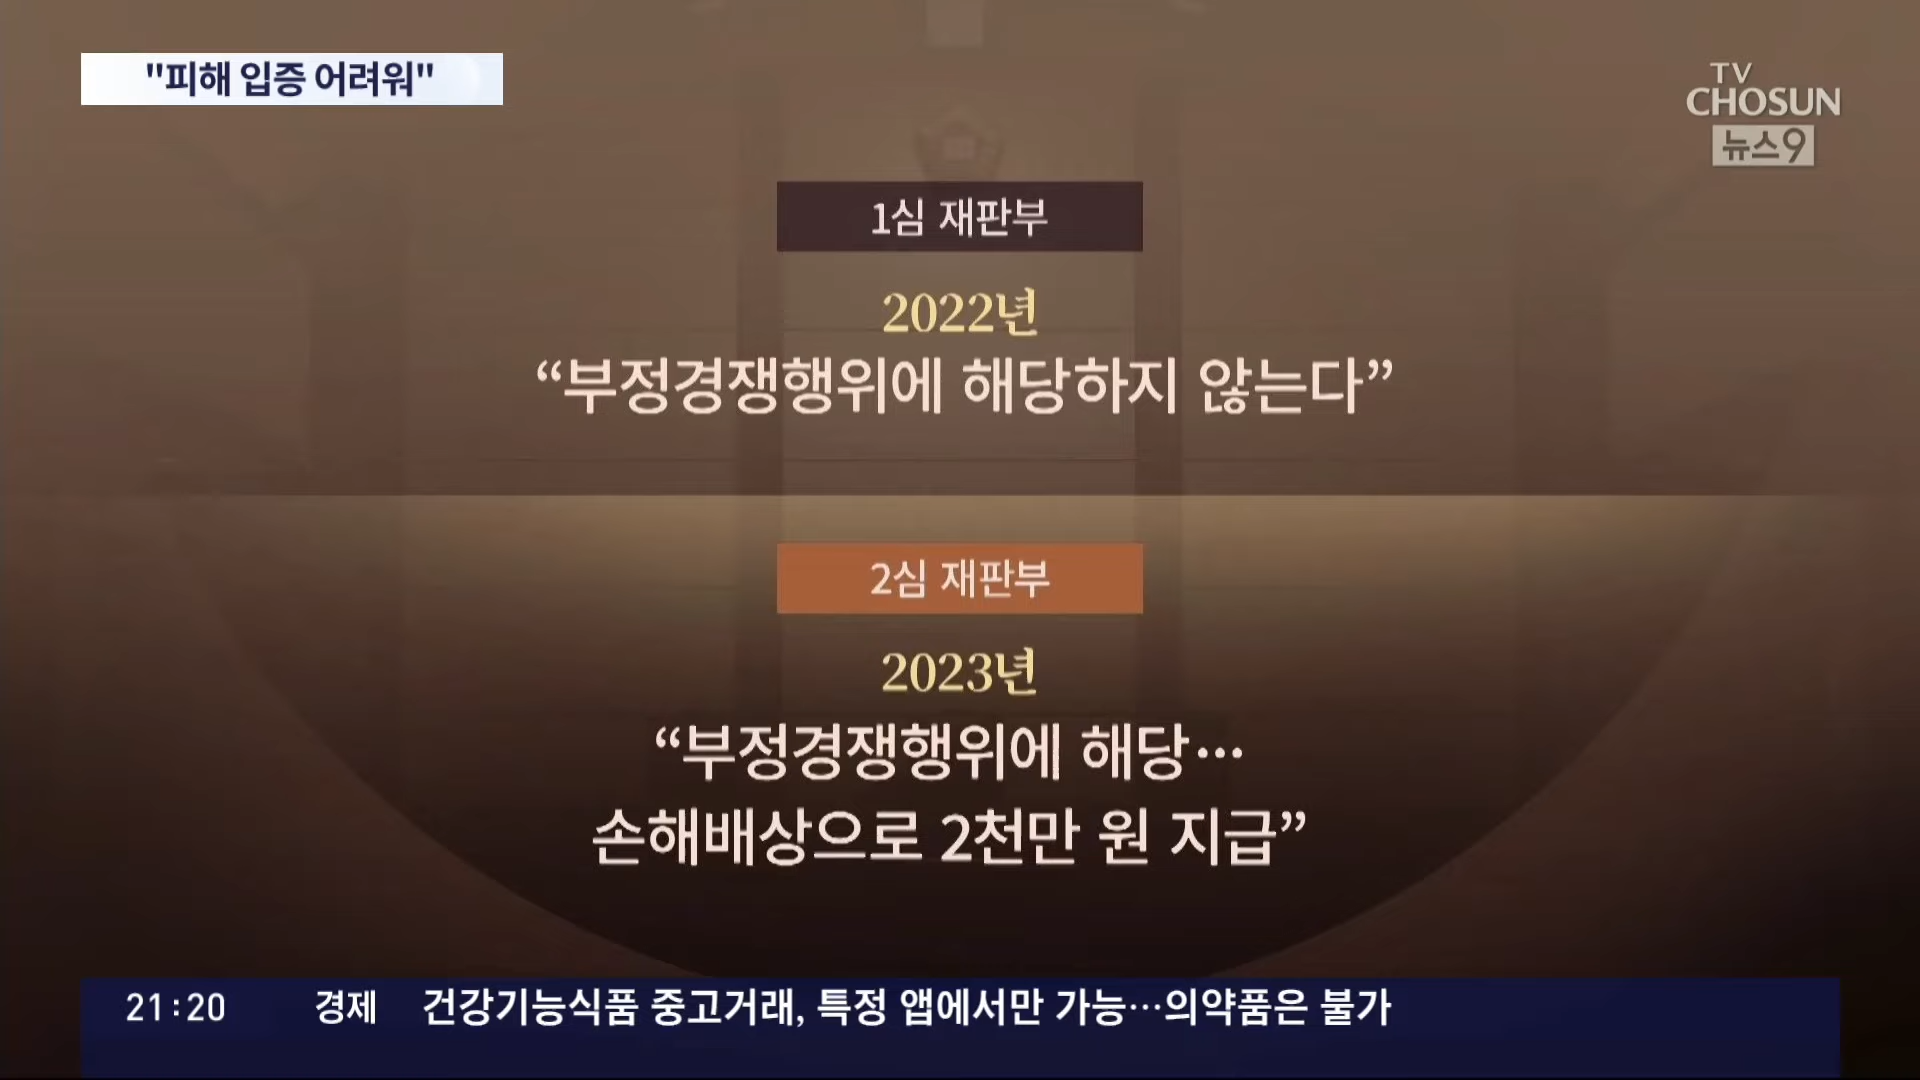 "피해 입증 어려워"
TV
CHOSUN
뉴스9
1심 재판부
2022년
“부정경쟁행위에 해당하지 않는다”
2심 재판부
2023년
“부정경쟁행위에 해당…
손해배상으로 2천만 원 지급”
21:20 경제 건강기능식품 중고거래, 특정 앱에서만 가능…의약품은 불가